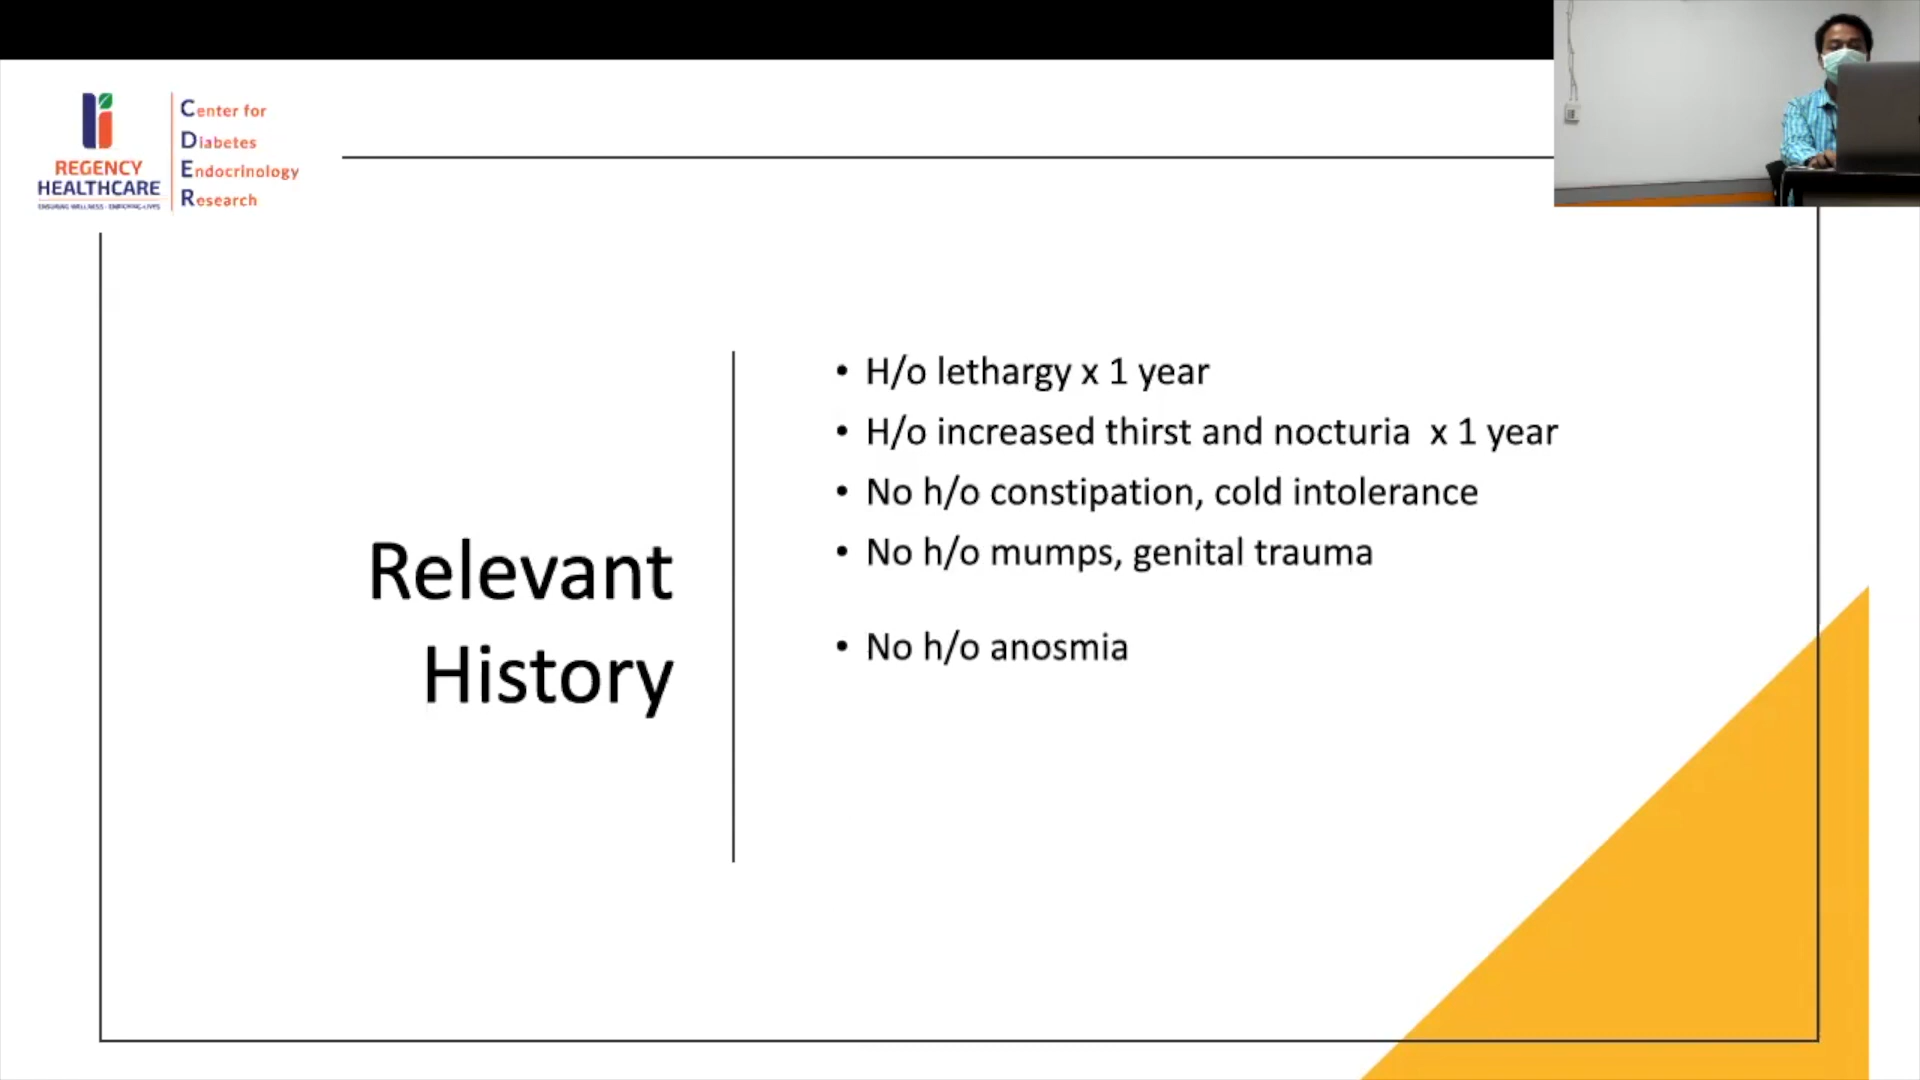 REGENCY
HEALTHCARE
Center for
Diabetes
Endocrinology
Research
Relevant
History
• H/o lethargy x 1 year
• H/o increased thirst and nocturia x 1 year
• No h/o constipation, cold intolerance
• No h/o mumps, genital trauma
• No h/o anosmia